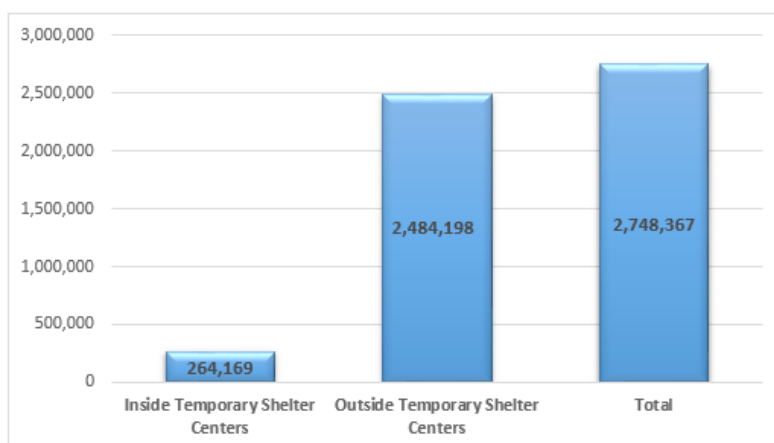 3,000,000
2,500,000
2,000,000
1,500,000
1,000,000
500,000
0
264,169
2,484,198
2,748,367
Inside Temporary Shelter
Centers
Outside Temporary Shelter
Centers
Total